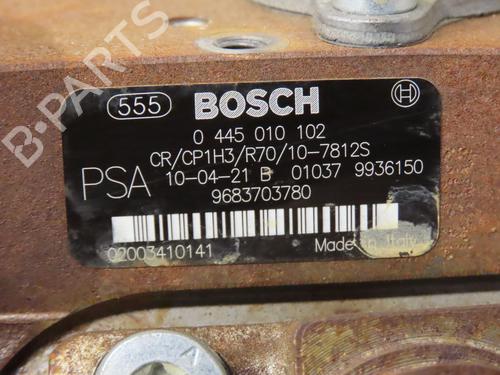 555 BOSCH
0 445 010 102
CR/CP1H3/R70/10-7812S
PSA 10-04-21 B 01037 9936150
9683703780
02003410141 Made in Italy
B-Parts